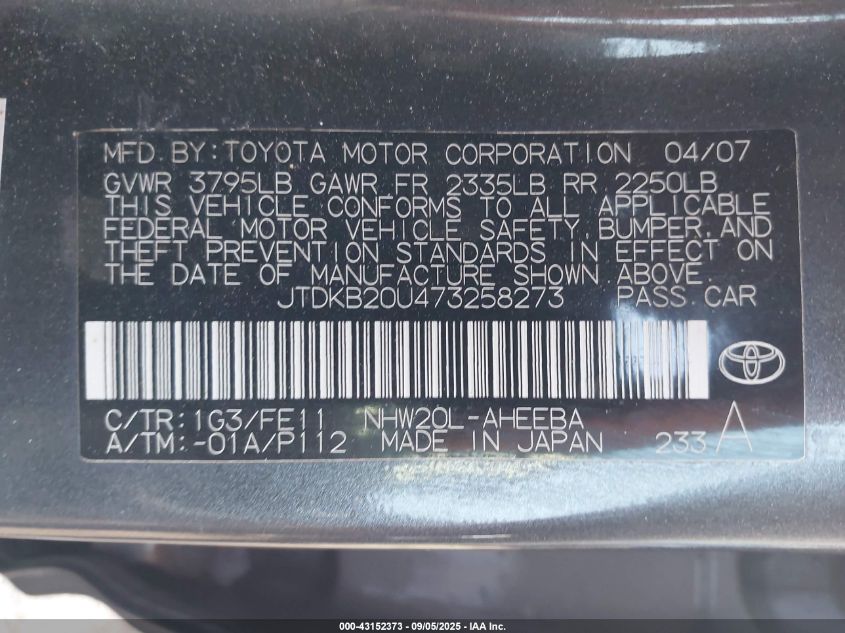 MFD. BY: TOYOTA MOTOR CORPORATION 04/07
GVWR 3795LB GAWR FR 2335LB RR 2250LB
THIS VEHICLE CONFORMS TO ALL APPLICABLE
FEDERAL MOTOR VEHICLE SAFETY, BUMPER, AND
THEFT PREVENTION STANDARDS IN EFFECT ON
THE DATE OF MANUFACTURE SHOWN ABOVE.
JTDKB20U473258273 PASS CAR
C/TR: 1G3/FE11 NHW20L-AHEEBA
A/TM: -01A/P112 MADE IN JAPAN 233 A
000-43152373 - 09/05/2025 - IAA Inc.